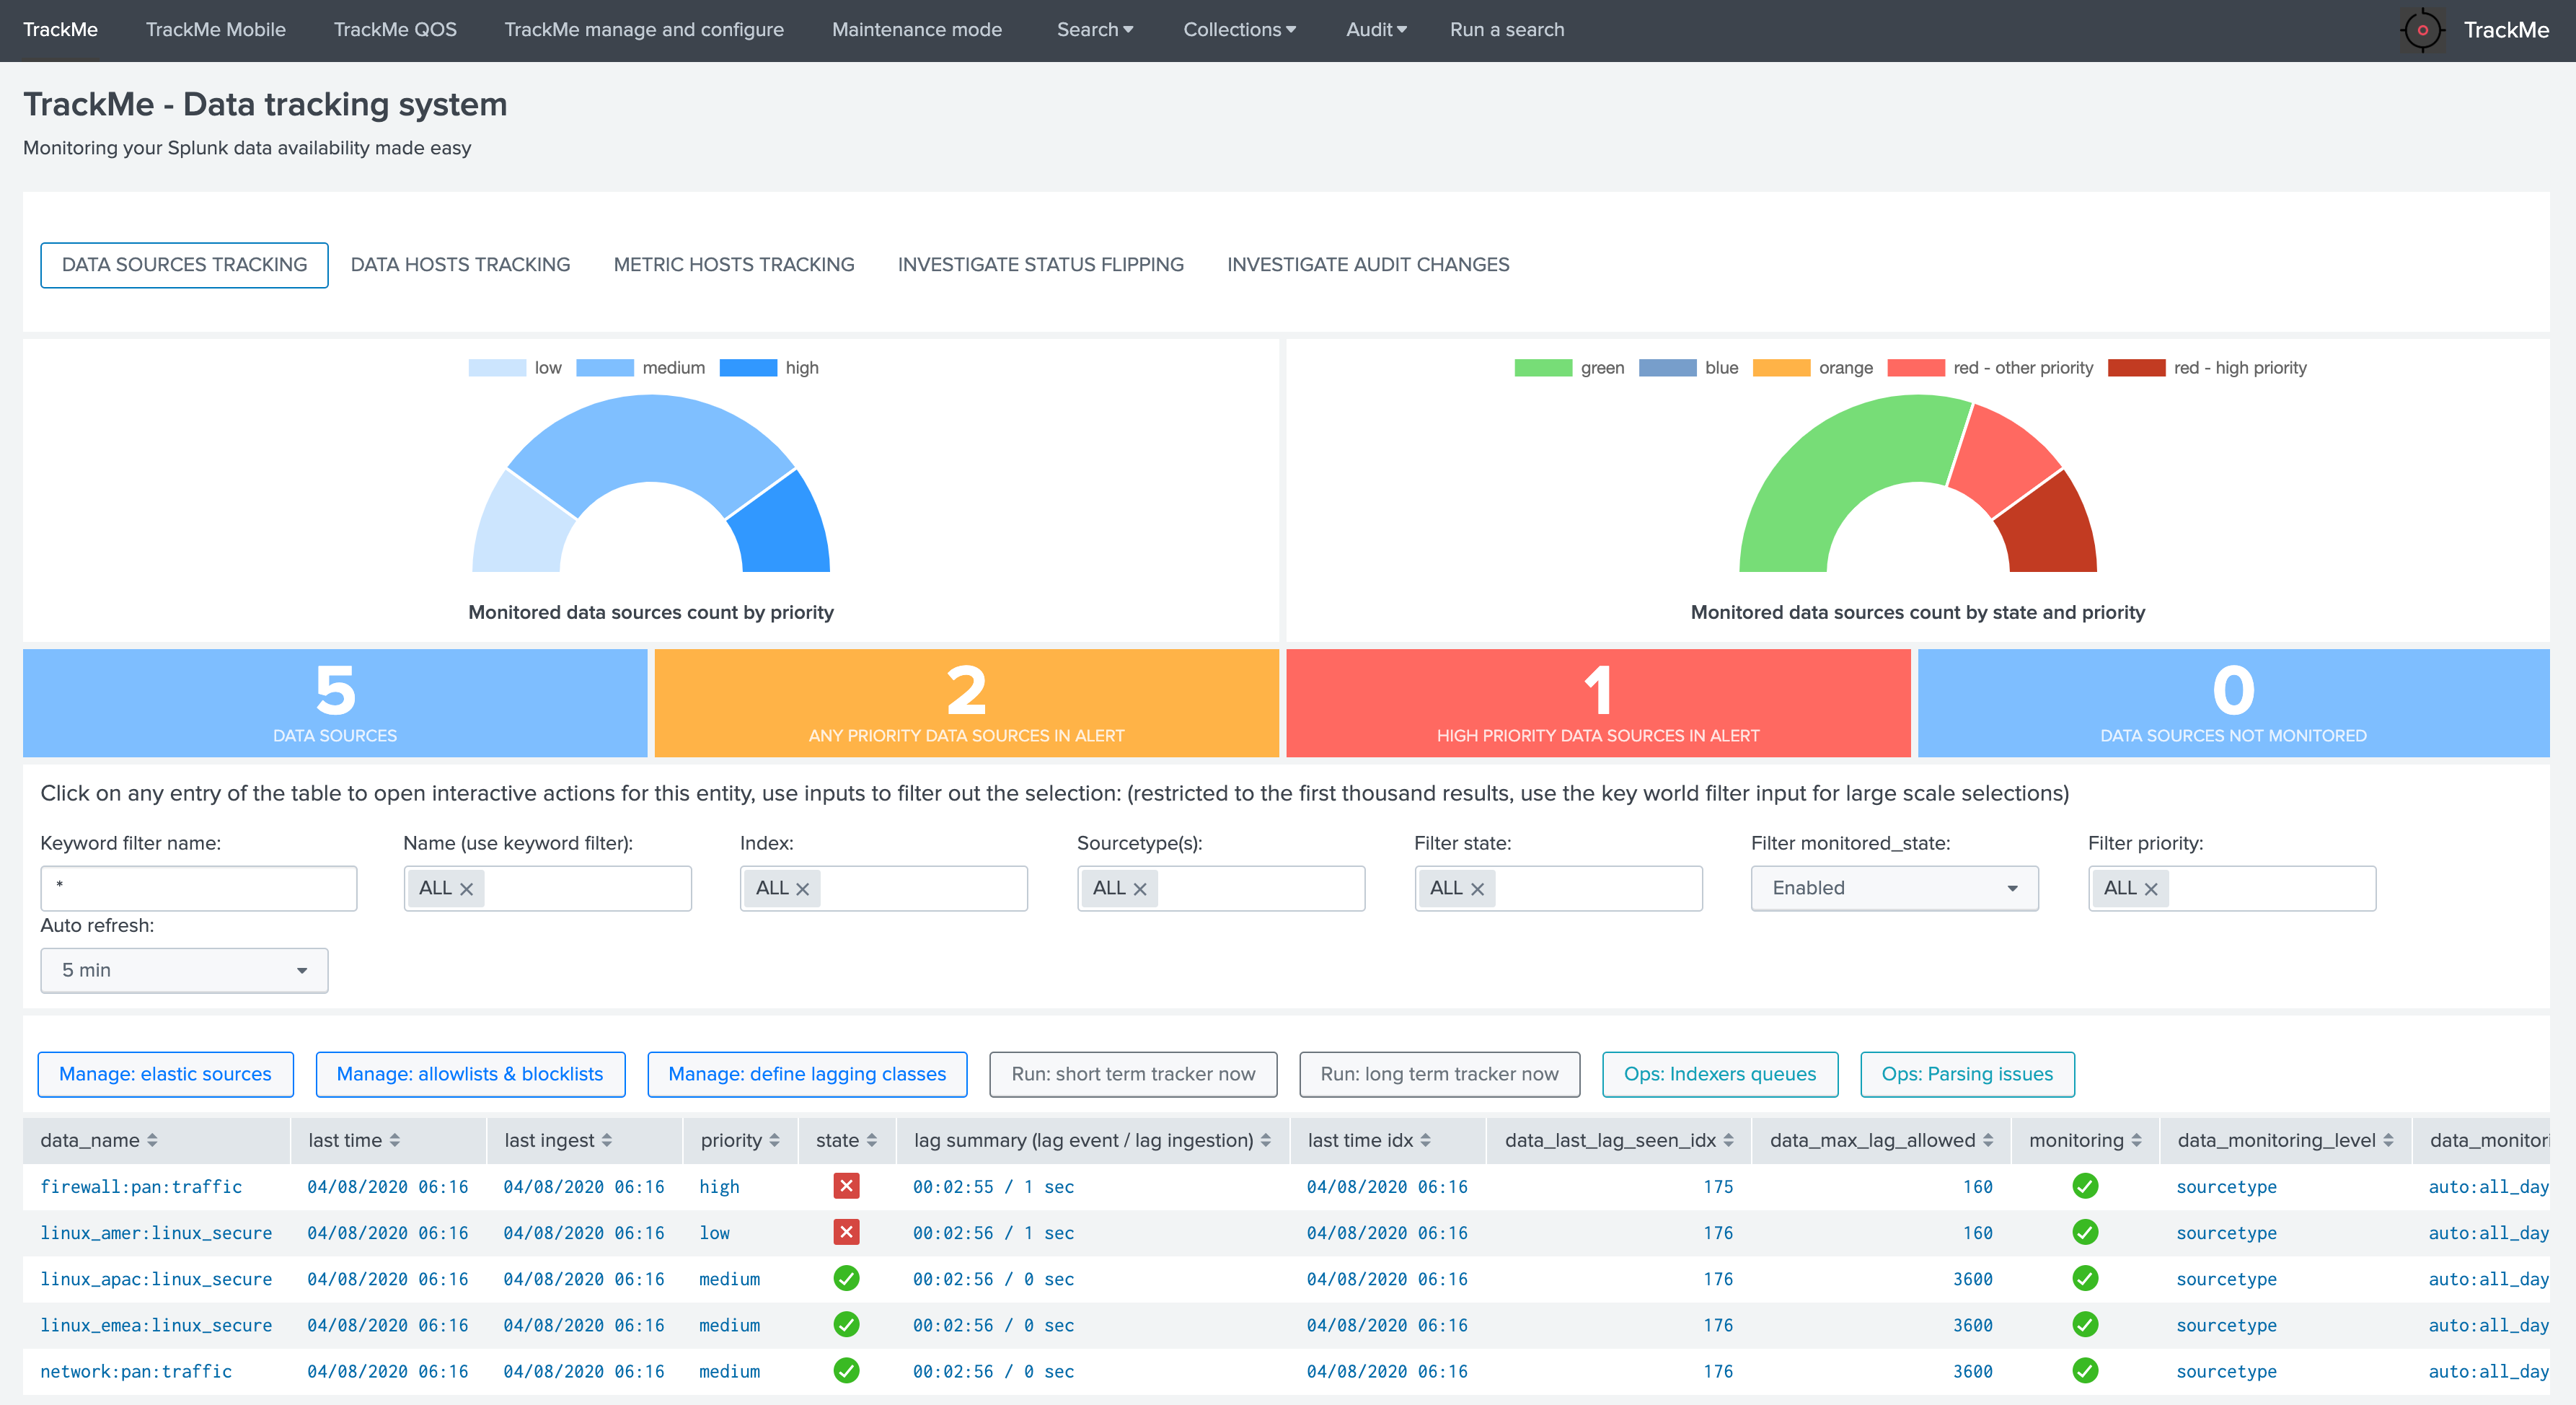 TrackMe TrackMe Mobile TrackMe QOS TrackMe manage and configure Maintenance mode Search Collections Audit Run a search TrackMe
TrackMe - Data tracking system
Monitoring your Splunk data availability made easy
DATA SOURCES TRACKING DATA HOSTS TRACKING METRIC HOSTS TRACKING INVESTIGATE STATUS FLIPPING INVESTIGATE AUDIT CHANGES
low medium high
Monitored data sources count by priority
green blue orange red - other priority red - high priority
Monitored data sources count by state and priority
5
DATA SOURCES
2
ANY PRIORITY DATA SOURCES IN ALERT
1
HIGH PRIORITY DATA SOURCES IN ALERT
0
DATA SOURCES NOT MONITORED
Click on any entry of the table to open interactive actions for this entity, use inputs to filter out the selection: (restricted to the first thousand results, use the key world filter input for large scale selections)
Keyword filter name: Name (use keyword filter): Index: Sourcetype(s): Filter state: Filter monitored_state: Filter priority:
* ALL ALL ALL ALL Enabled ALL
Auto refresh:
5 min
Manage: elastic sources Manage: allowlists & blocklists Manage: define lagging classes Run: short term tracker now Run: long term tracker now Ops: Indexers queues Ops: Parsing issues
data_name last time last ingest priority state lag summary (lag event / lag ingestion) last time idx data_last_lag_seen_idx data_max_lag_allowed monitoring data_monitoring_level data_monitori
firewall:pan:traffic 04/08/2020 06:16 04/08/2020 06:16 high 00:02:55 / 1 sec 04/08/2020 06:16 175 160 sourcetype auto:all_day
linux_amer:linux_secure 04/08/2020 06:16 04/08/2020 06:16 low 00:02:56 / 1 sec 04/08/2020 06:16 176 160 sourcetype auto:all_day
linux_apac:linux_secure 04/08/2020 06:16 04/08/2020 06:16 medium 00:02:56 / 0 sec 04/08/2020 06:16 176 3600 sourcetype auto:all_day
linux_emea:linux_secure 04/08/2020 06:16 04/08/2020 06:16 medium 00:02:56 / 0 sec 04/08/2020 06:16 176 3600 sourcetype auto:all_day
network:pan:traffic 04/08/2020 06:16 04/08/2020 06:16 medium 00:02:56 / 0 sec 04/08/2020 06:16 176 3600 sourcetype auto:all_day